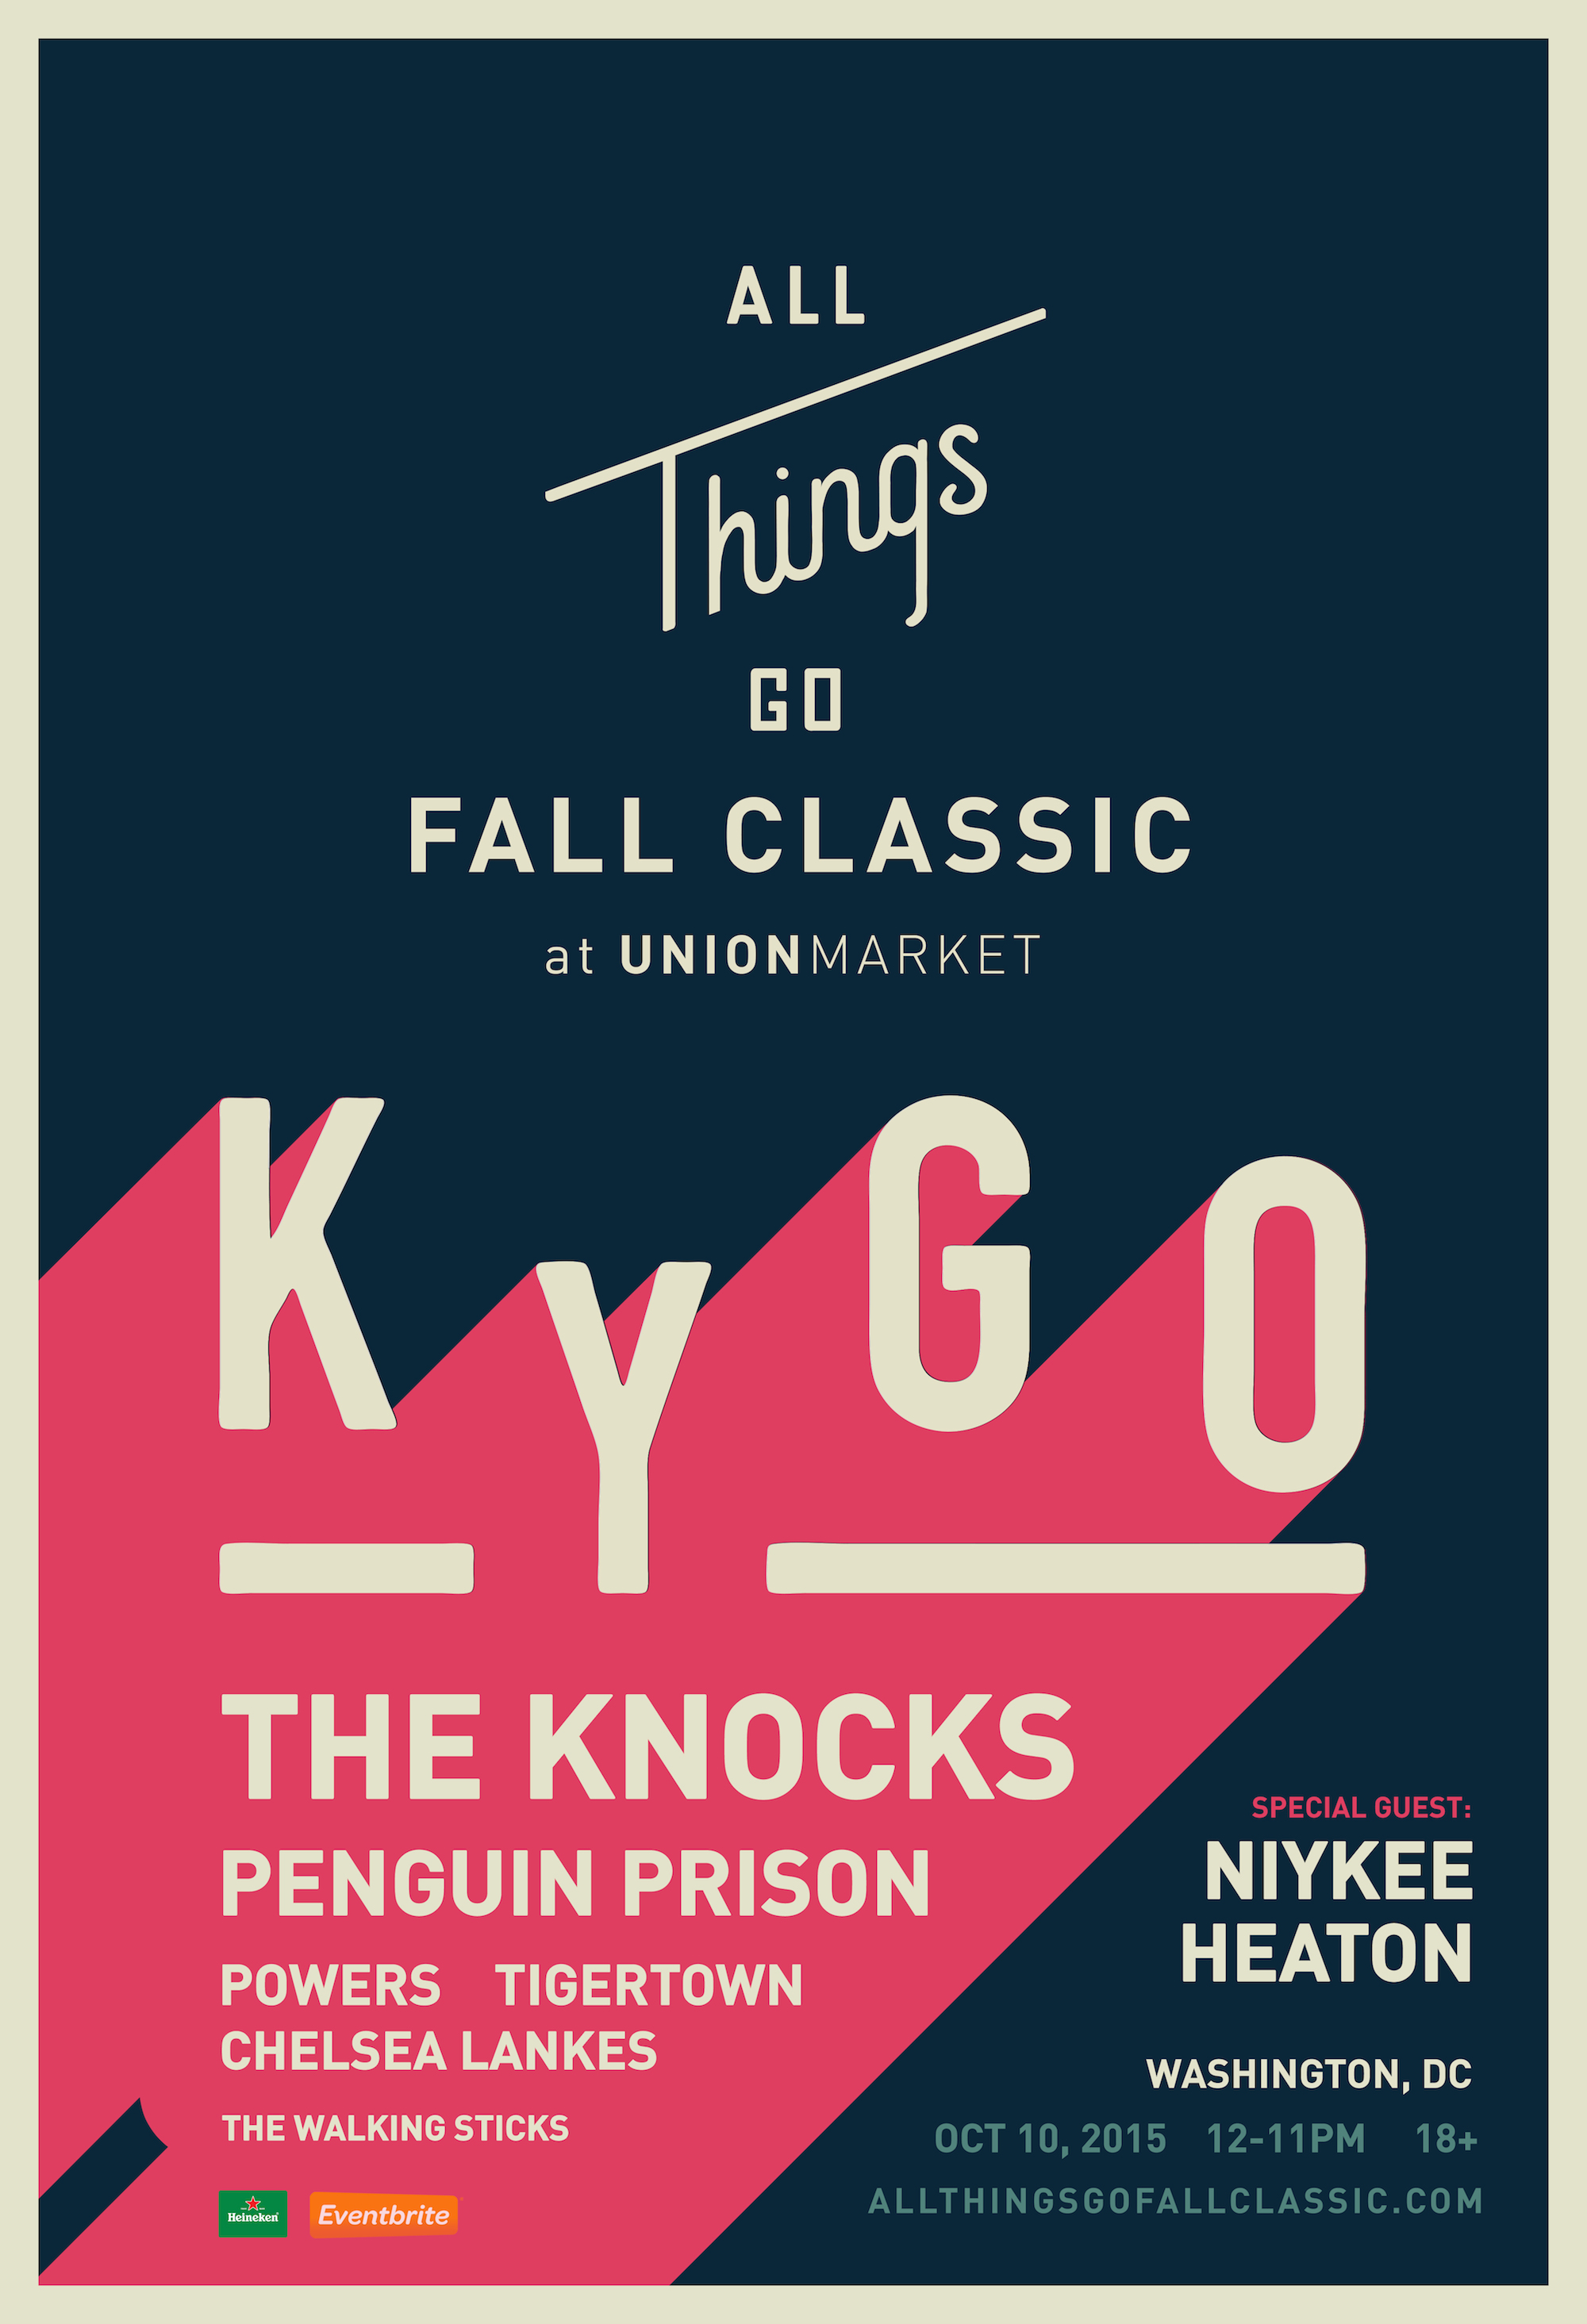 ALL
Things
GO
FALL CLASSIC
at UNIONMARKET
KYGO
THE KNOCKS
PENGUIN PRISON
POWERS TIGERTOWN
CHELSEA LANKES
THE WALKING STICKS
Heineken
Eventbrite
SPECIAL GUEST:
NIYKEE
HEATON
WASHINGTON, DC
OCT 10, 2015 12-11PM 18+
ALLTHINGSGOFALLCLASSIC.COM